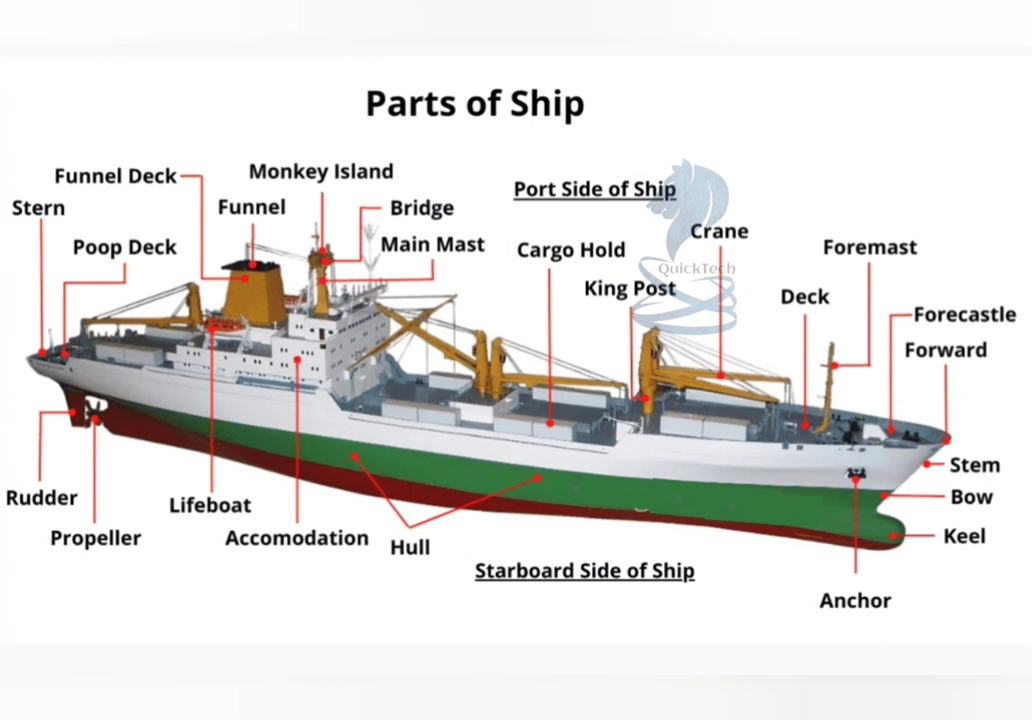 Parts of Ship
Funnel Deck
Monkey Island
Port Side of Ship
Stern
Funnel
Bridge
Crane
Poop Deck
Main Mast
Cargo Hold
Foremast
QuickTech
King Post
Deck
Forecastle
Forward
Stem
Rudder
Bow
Lifeboat
Propeller
Accomodation
Hull
Keel
Starboard Side of Ship
Anchor